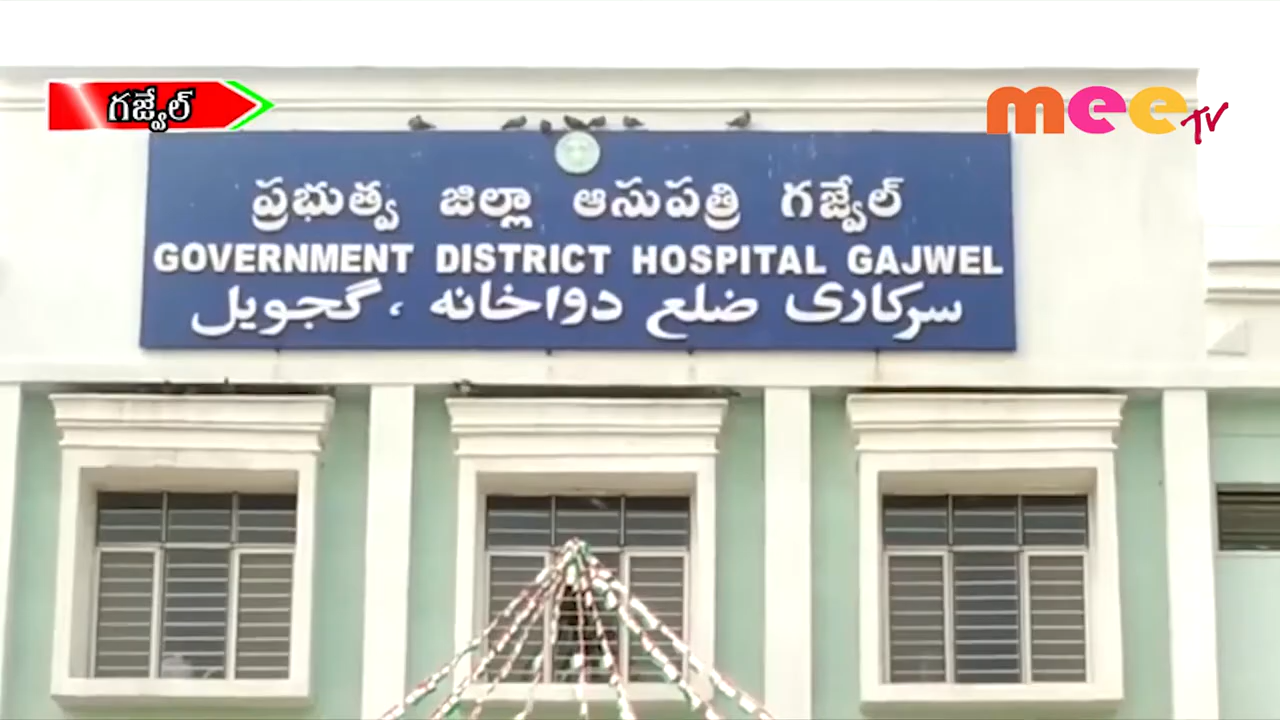 గజ్వేల్
mee TV
ప్రభుత్వ జిల్లా ఆసుపత్రి గజ్వేల్
GOVERNMENT DISTRICT HOSPITAL GAJWEL
سرکاری ضلع دواخانہ ، گجویل